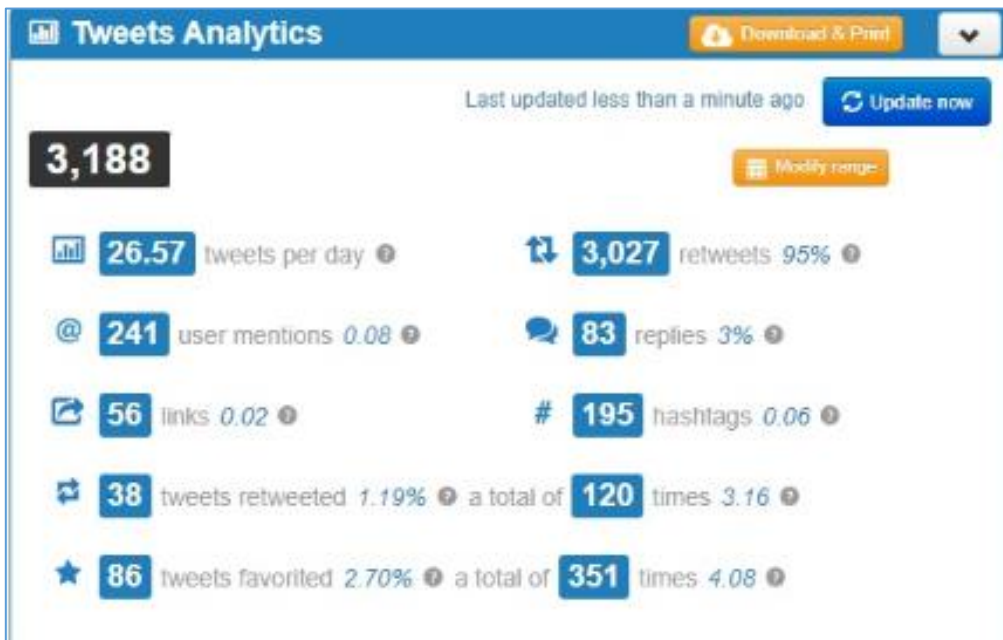 Tweets Analytics Download & Print
Last updated less than a minute ago Update now
3,188
Modify range
26.57 tweets per day 3,027 retweets 95%
@ 241 user mentions 0.08 83 replies 3%
56 links 0.02 # 195 hashtags 0.06
38 tweets retweeted 1.19% a total of 120 times 3.16
86 tweets favorited 2.70% a total of 351 times 4.08